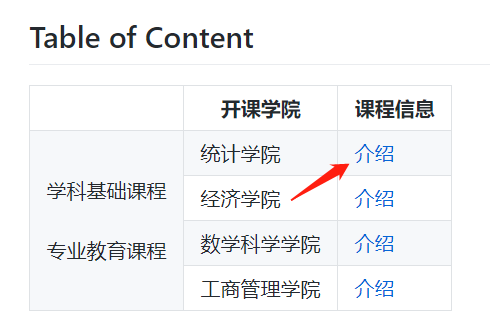 Table of Content
开课学院 课程信息
统计学院 介绍
学科基础课程
经济学院 介绍
专业教育课程
数学科学学院 介绍
工商管理学院 介绍